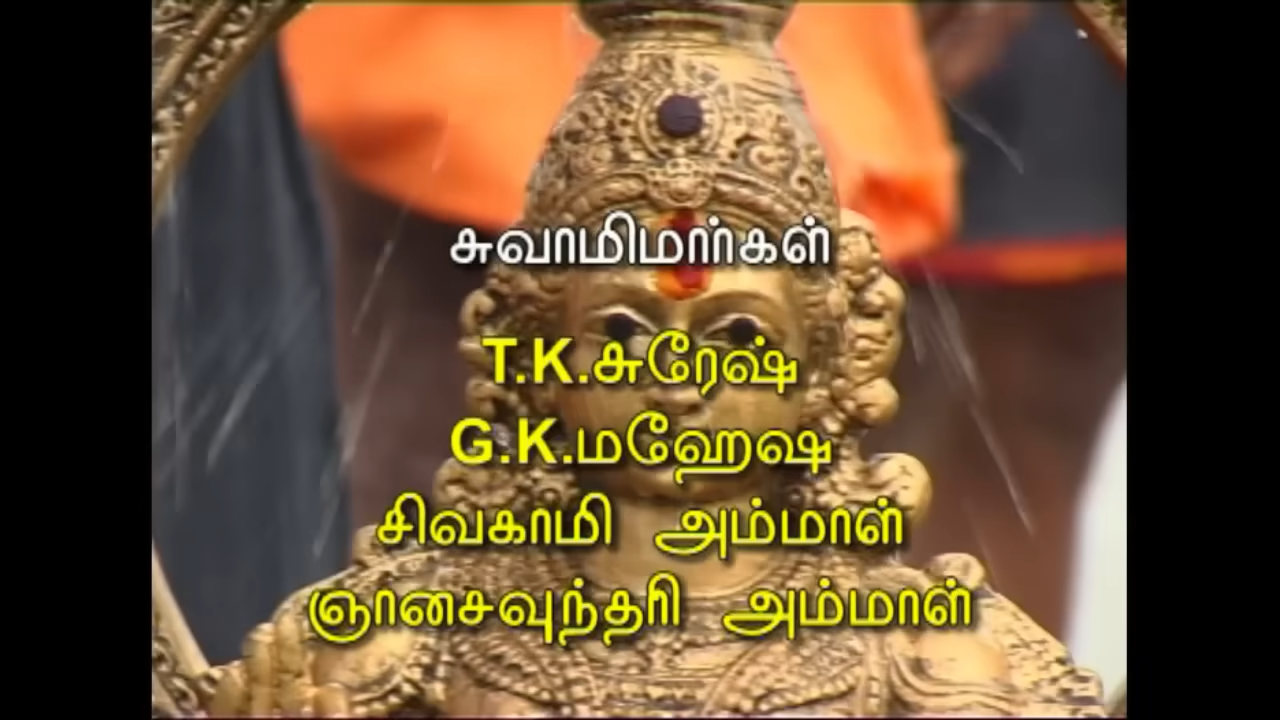 சுவாமிமார்கள்
T.K.சுரேஷ்
G.K.மஹேஷ
சிவகாமி அம்மாள்
ஞானசவுந்தரி அம்மாள்